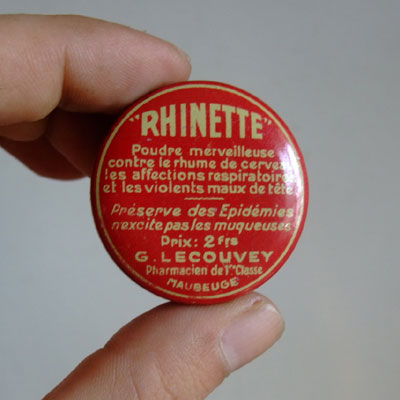 "RHINETTE"
Poudre merveilleuse
contre le rhume de cerveau
les affections respiratoires
et les violents maux de tête
Préserve des Epidémies
n'excite pas les muqueuses
Prix: 2 frs
G. LECOUVEY
Pharmacien de 1re Classe
MAUBEUGE